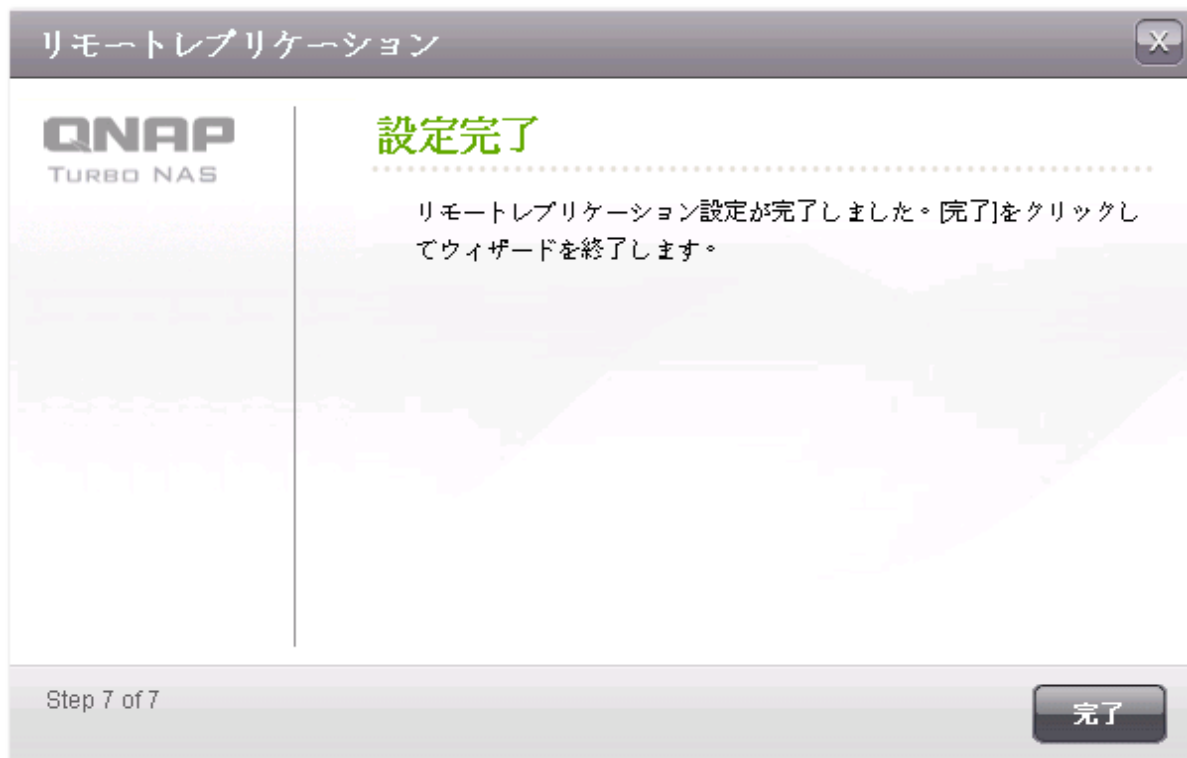 リモートレプリケーション
X
QNAP
TURBO NAS
設定完了
リモートレプリケーション設定が完了しました。[完了]をクリックし
てウィザードを終了します。
Step 7 of 7
完了